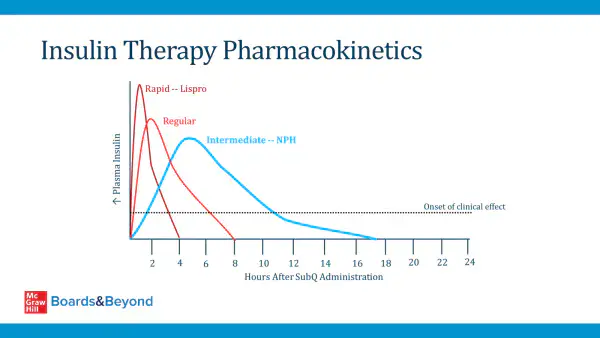 Insulin Therapy Pharmacokinetics
Rapid -- Lispro
Regular
Intermediate -- NPH
↑ Plasma Insulin
Onset of clinical effect
2 4 6 8 10 12 14 16 18 20 22 24
Hours After SubQ Administration
Mc
Graw
Hill
Boards&Beyond